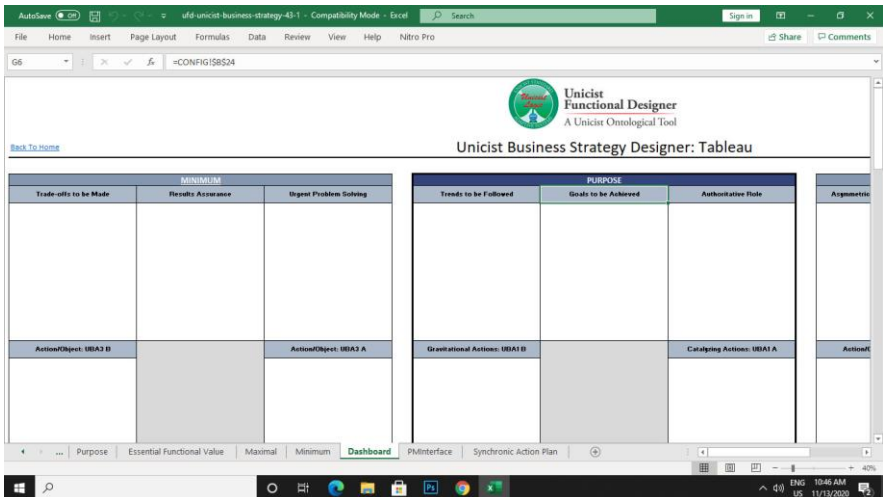 AutoSave Off ufd-unicist-business-strategy-43-1 - Compatibility Mode - Excel Search Sign in
File Home Insert Page Layout Formulas Data Review View Help Nitro Pro Share Comments
G6 fx =CONFIG!$B$24
Unicist
Functional Designer
A Unicist Ontological Tool
Back To Home
Unicist Business Strategy Designer: Tableau
MINIMUM PURPOSE
Trade-offs to be Made Results Assurance Urgent Problem Solving Trends to be Followed Goals to be Achieved Authoritative Role Asymmetric
Action/Object: UBA3 B Action/Object: UBA3 A Gravitational Actions: UBA1 B Catalyzing Actions: UBA1 A Action/O
... Purpose Essential Functional Value Maximal Minimum Dashboard PMInterface Synchronic Action Plan
40%
Ps ENG 10:46 AM
US 11/13/2020 2